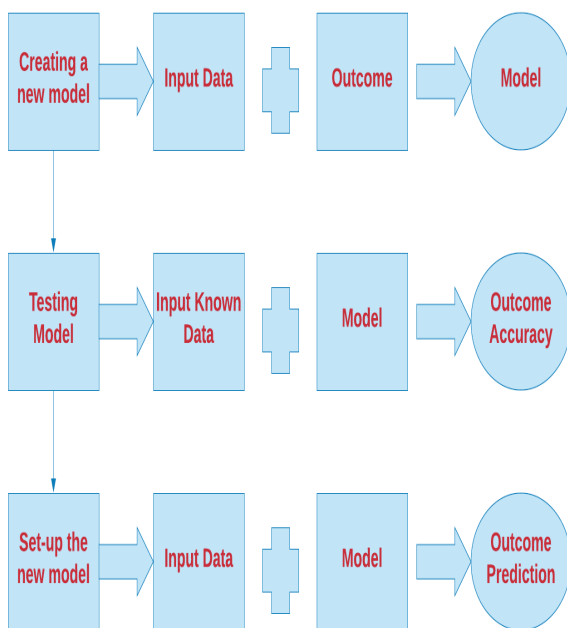 Creating a
new model
Input Data
Outcome
Model
Testing
Model
Input Known
Data
Model
Outcome
Accuracy
Set-up the
new model
Input Data
Model
Outcome
Prediction